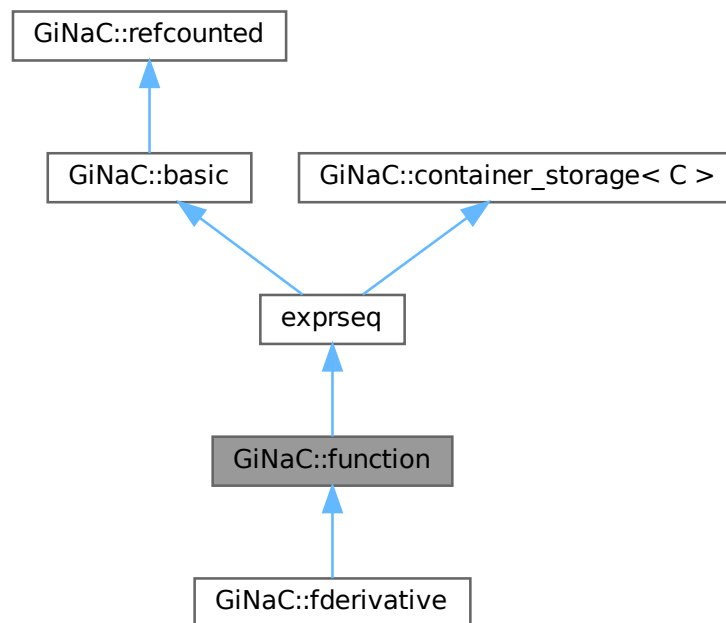 GiNaC::refcounted
GiNaC::basic
GiNaC::container_storage< C >
exprseq
GiNaC::function
GiNaC::fderivative